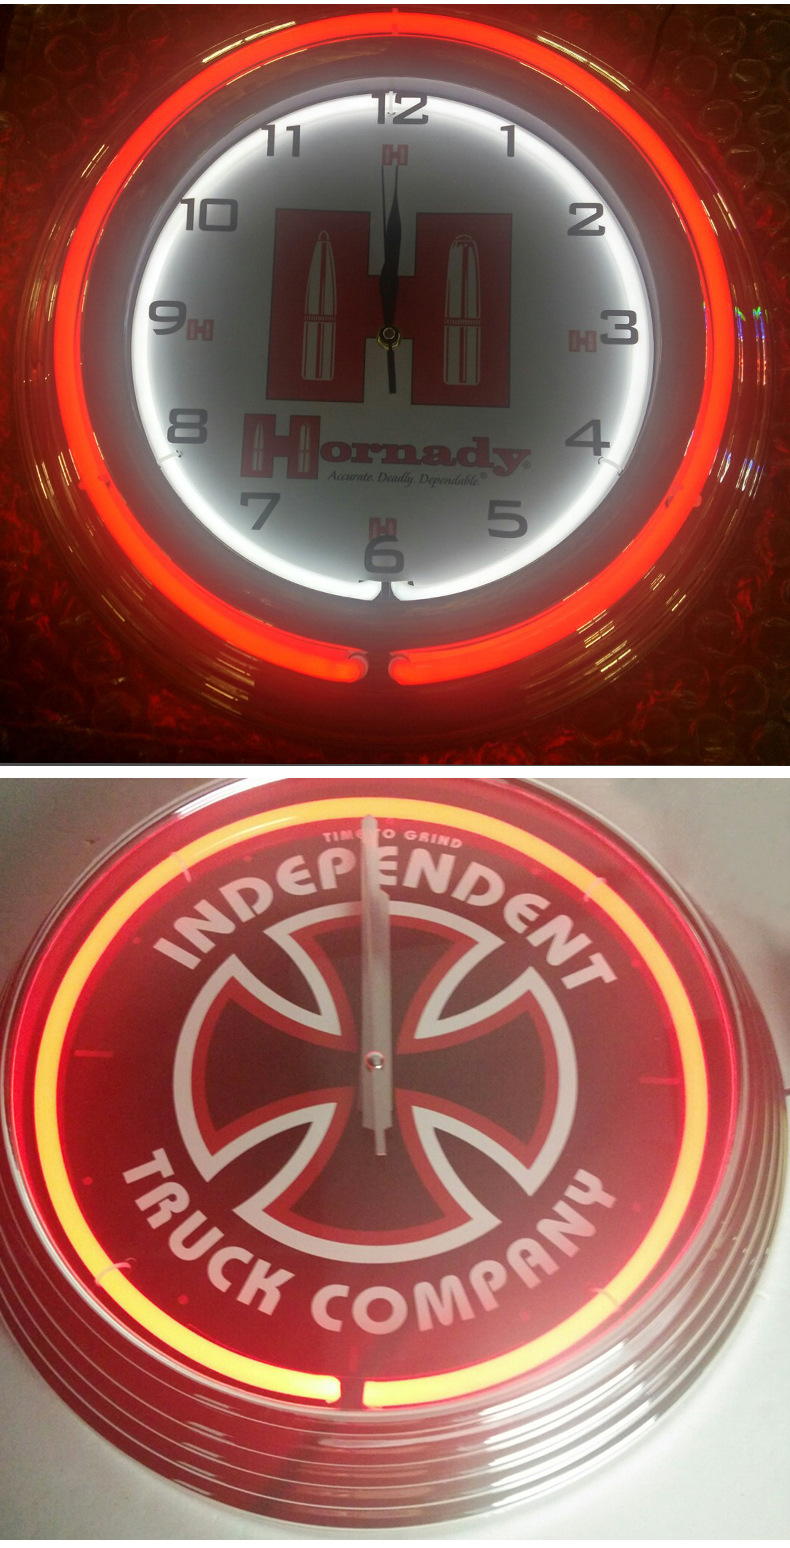 12
11
1
10
2
9
3
8
4
7
5
6
H
H
H
H
H
Hornady®
Accurate. Deadly. Dependable.®
TIME TO GRIND
INDEPENDENT
TRUCK COMPANY